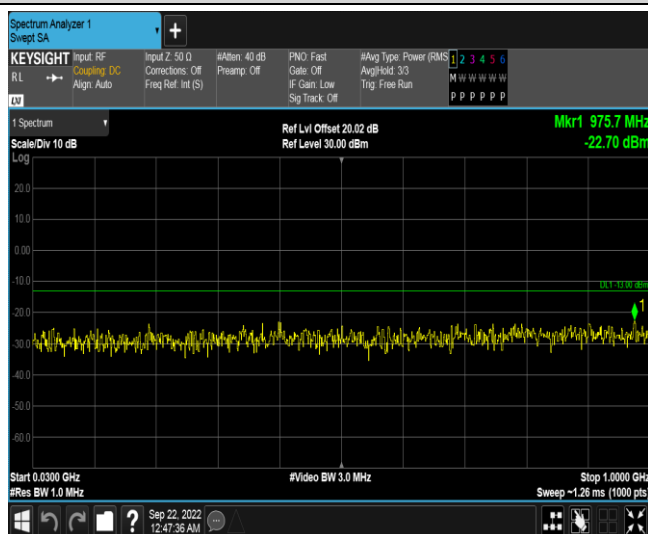 Spectrum Analyzer 1
Swept SA
+
KEYSIGHT Input: RF Input Z: 50 Ω #Atten: 40 dB PNO: Fast #Avg Type: Power (RMS 1 2 3 4 5 6
RL Coupling: DC Corrections: Off Preamp: Off Gate: Off Avg|Hold: 3/3 M W W W W W
Align: Auto Freq Ref: Int (S) IF Gain: Low Trig: Free Run
LXI Sig Track: Off P P P P P P
1 Spectrum Ref Lvl Offset 20.02 dB Mkr1 975.7 MHz
Scale/Div 10 dB Ref Level 30.00 dBm -22.70 dBm
Log
20.0
10.0
0.00
-10.0 DL1 -13.00 dBm
1
-20.0
-30.0
-40.0
-50.0
-60.0
Start 0.0300 GHz #Video BW 3.0 MHz Stop 1.0000 GHz
#Res BW 1.0 MHz Sweep ~1.26 ms (1000 pts)
? Sep 22, 2022
12:47:36 AM